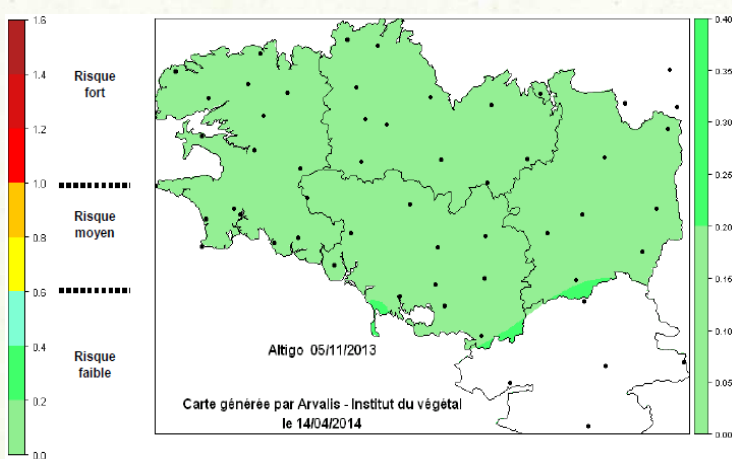 1.6
1.4
1.2
1.0
0.8
0.6
0.4
0.2
0.0
Risque
fort
Risque
moyen
Risque
faible
Altigo 05/11/2013
Carte générée par Arvalis - Institut du végétal
le 14/04/2014
0.40
0.35
0.30
0.25
0.20
0.15
0.10
0.05
0.00